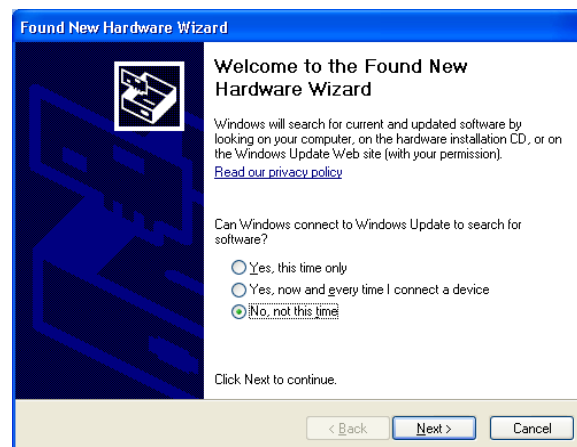 Found New Hardware Wizard
Welcome to the Found New
Hardware Wizard
Windows will search for current and updated software by
looking on your computer, on the hardware installation CD, or on
the Windows Update Web site (with your permission).
Read our privacy policy
Can Windows connect to Windows Update to search for
software?
Yes, this time only
Yes, now and every time I connect a device
No, not this time
Click Next to continue.
< Back
Next >
Cancel